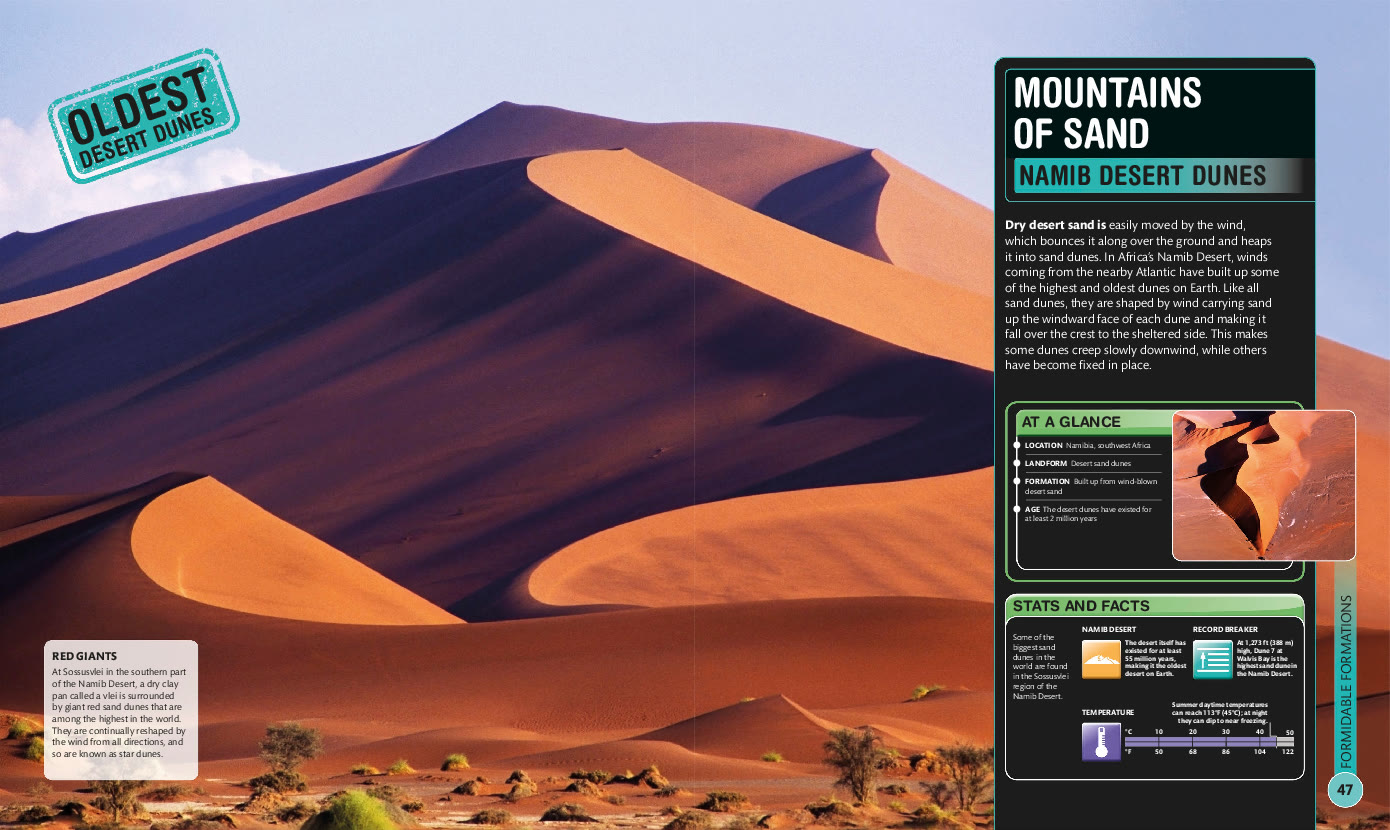 OLDEST
DESERT DUNES
MOUNTAINS
OF SAND
NAMIB DESERT DUNES
Dry desert sand is easily moved by the wind,
which bounces it along over the ground and heaps
it into sand dunes. In Africa's Namib Desert, winds
coming from the nearby Atlantic have built up some
of the highest and oldest dunes on Earth. Like all
sand dunes, they are shaped by wind carrying sand
up the windward face of each dune and making it
fall over the crest to the sheltered side. This makes
some dunes creep slowly downwind, while others
have become fixed in place.
AT A GLANCE
LOCATION Namibia, southwest Africa
LANDFORM Desert sand dunes
FORMATION Built up from wind-blown
desert sand
AGE The desert dunes have existed for
at least 2 million years
STATS AND FACTS
Some of the
biggest sand
dunes in the
world are found
in the Sossusvlei
region of the
Namib Desert.
NAMIB DESERT
The desert itself has
existed for at least
55 million years,
making it the oldest
desert on Earth.
RECORD BREAKER
At 1,273 ft (388 m)
high, Dune 7 at
Walvis Bay is the
highest sand dune in
the Namib Desert.
TEMPERATURE
Summer daytime temperatures
can reach 113°F (45°C); at night
they can dip to near freezing.
°C 10 20 30 40 50
°F 50 68 86 104 122
RED GIANTS
At Sossusvlei in the southern part
of the Namib Desert, a dry clay
pan called a vlei is surrounded
by giant red sand dunes that are
among the highest in the world.
They are continually reshaped by
the wind from all directions, and
so are known as star dunes.
FORMIDABLE FORMATIONS
47